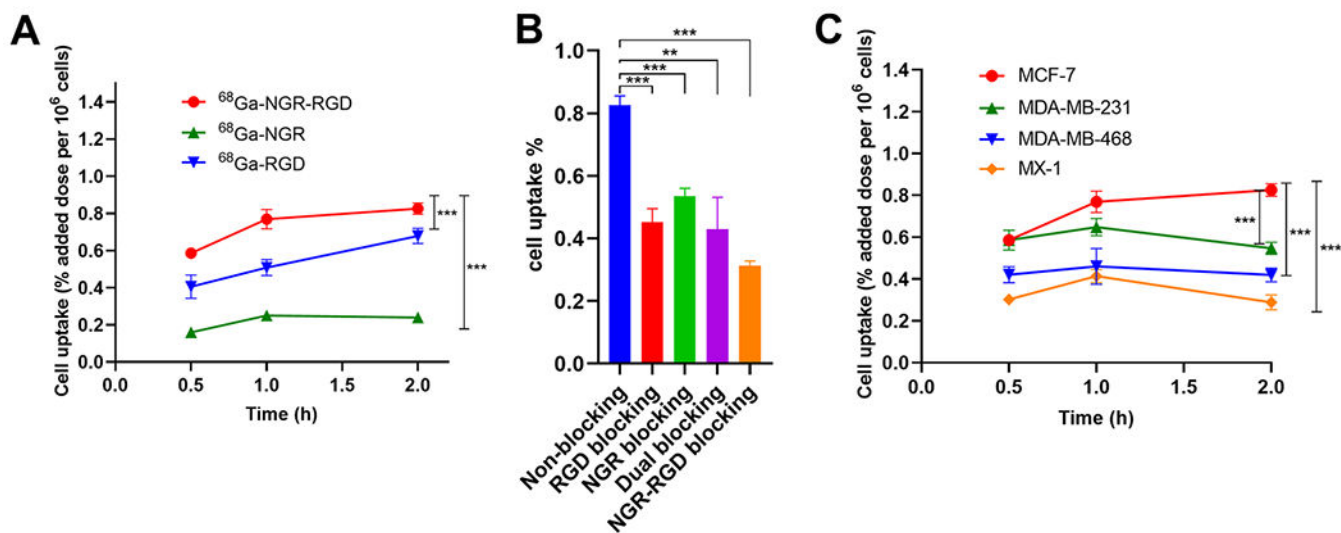 A
Cell uptake (% added dose per 10⁶ cells)
1.4
1.2
1.0
0.8
0.6
0.4
0.2
0.0
0.0 0.5 1.0 1.5 2.0
Time (h)
⁶⁸Ga-NGR-RGD
⁶⁸Ga-NGR
⁶⁸Ga-RGD
***
***
B
cell uptake %
1.0
0.8
0.6
0.4
0.2
0.0
***
**
***
***
Non-blocking
RGD blocking
NGR blocking
Dual blocking
NGR-RGD blocking
C
Cell uptake (% added dose per 10⁶ cells)
1.4
1.2
1.0
0.8
0.6
0.4
0.2
0.0
0.0 0.5 1.0 1.5 2.0
Time (h)
MCF-7
MDA-MB-231
MDA-MB-468
MX-1
***
***
***